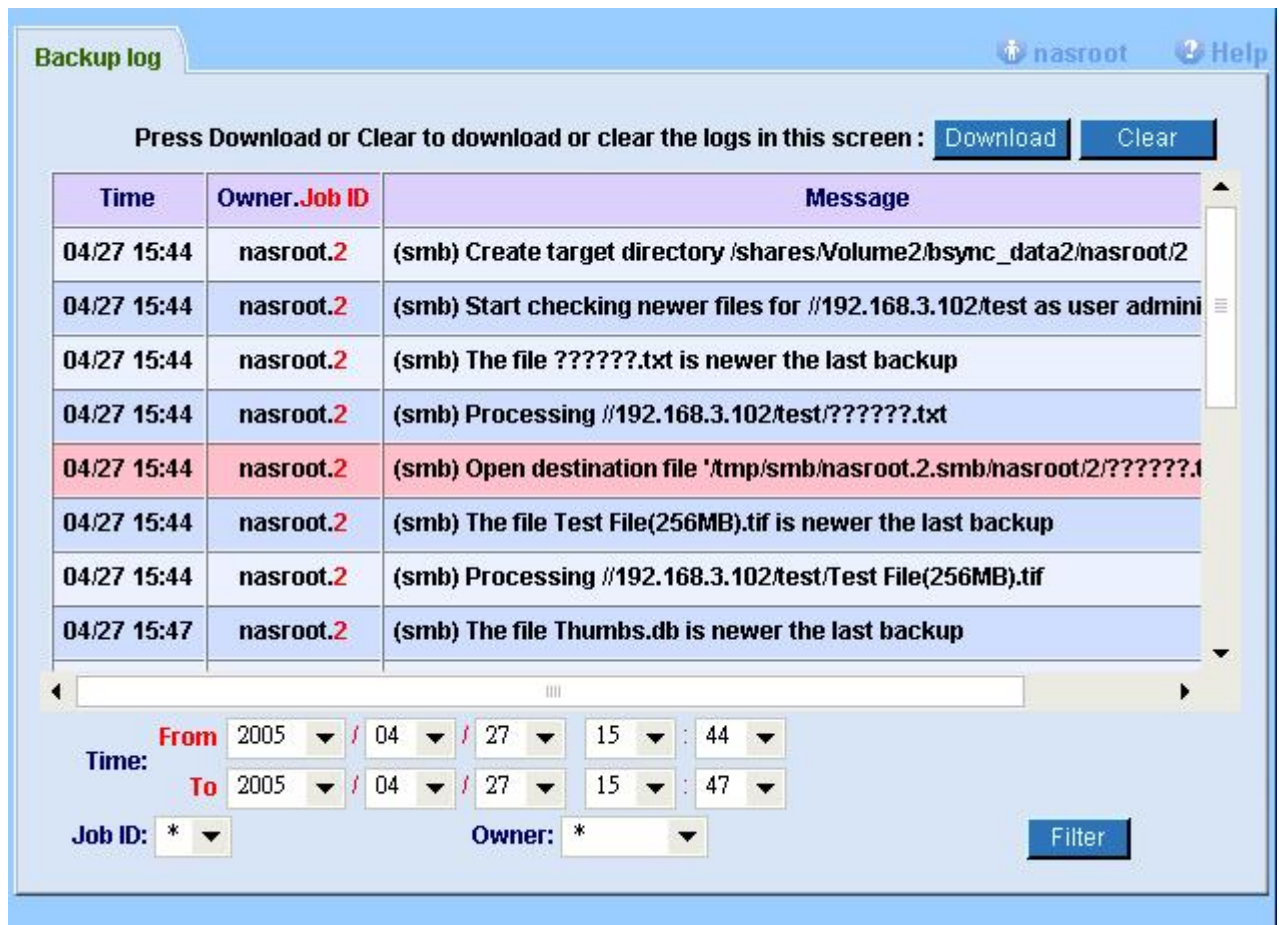 Backup log
nasroot Help
Press Download or Clear to download or clear the logs in this screen : Download Clear
Time Owner.Job ID Message
04/27 15:44 nasroot.2 (smb) Create target directory /shares/Volume2/bsync_data2/nasroot/2
04/27 15:44 nasroot.2 (smb) Start checking newer files for //192.168.3.102/test as user admini
04/27 15:44 nasroot.2 (smb) The file ??????.txt is newer the last backup
04/27 15:44 nasroot.2 (smb) Processing //192.168.3.102/test/??????.txt
04/27 15:44 nasroot.2 (smb) Open destination file '/tmp/smb/nasroot.2.smb/nasroot/2/??????.t
04/27 15:44 nasroot.2 (smb) The file Test File(256MB).tif is newer the last backup
04/27 15:44 nasroot.2 (smb) Processing //192.168.3.102/test/Test File(256MB).tif
04/27 15:47 nasroot.2 (smb) The file Thumbs.db is newer the last backup
Time:
From 2005 / 04 / 27 15 : 44
To 2005 / 04 / 27 15 : 47
Job ID: * Owner: * Filter